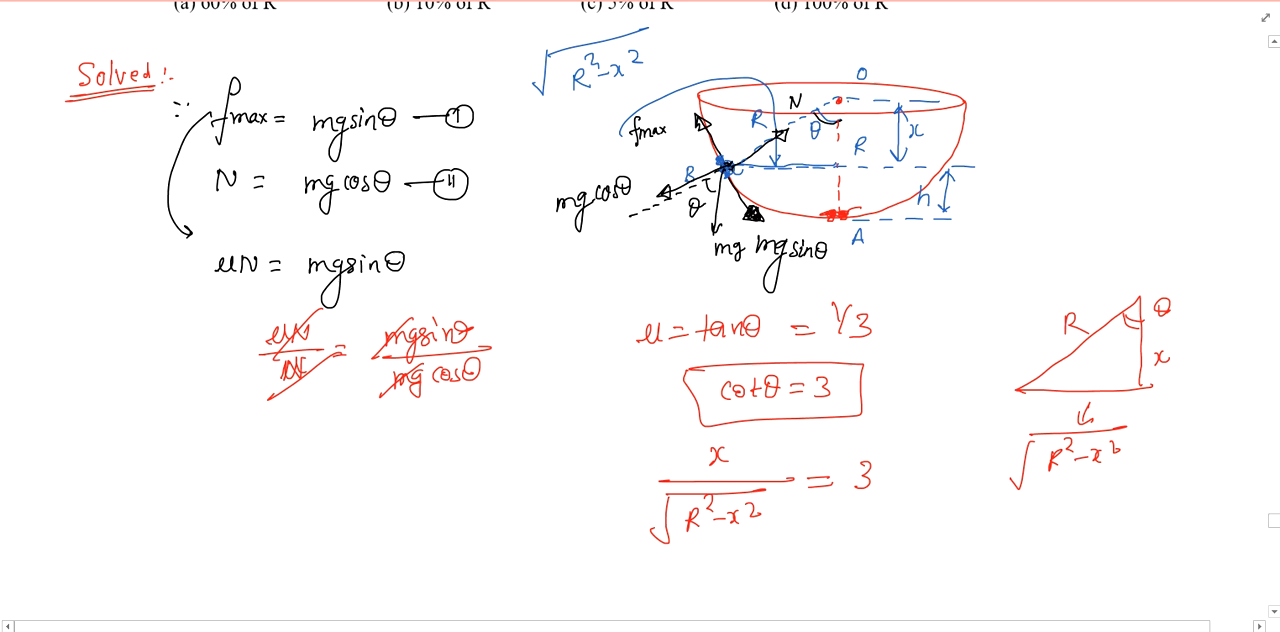 (a) 60% of R (b) 10% of R (c) 5% of R (d) 100% of R
Solved:-
∵ fmax = mg sinθ — ①
N = mg cosθ — ②
μN = mg sinθ
μN/N = mg sinθ/mg cosθ
√(R²-x²)
O
N
fmax
R
θ
x
R
R
mg cosθ
θ
h
mg
mg sinθ
A
μ = tanθ = 1/3
cotθ = 3
x/√(R²-x²) = 3
θ
R
x
√(R²-x²)